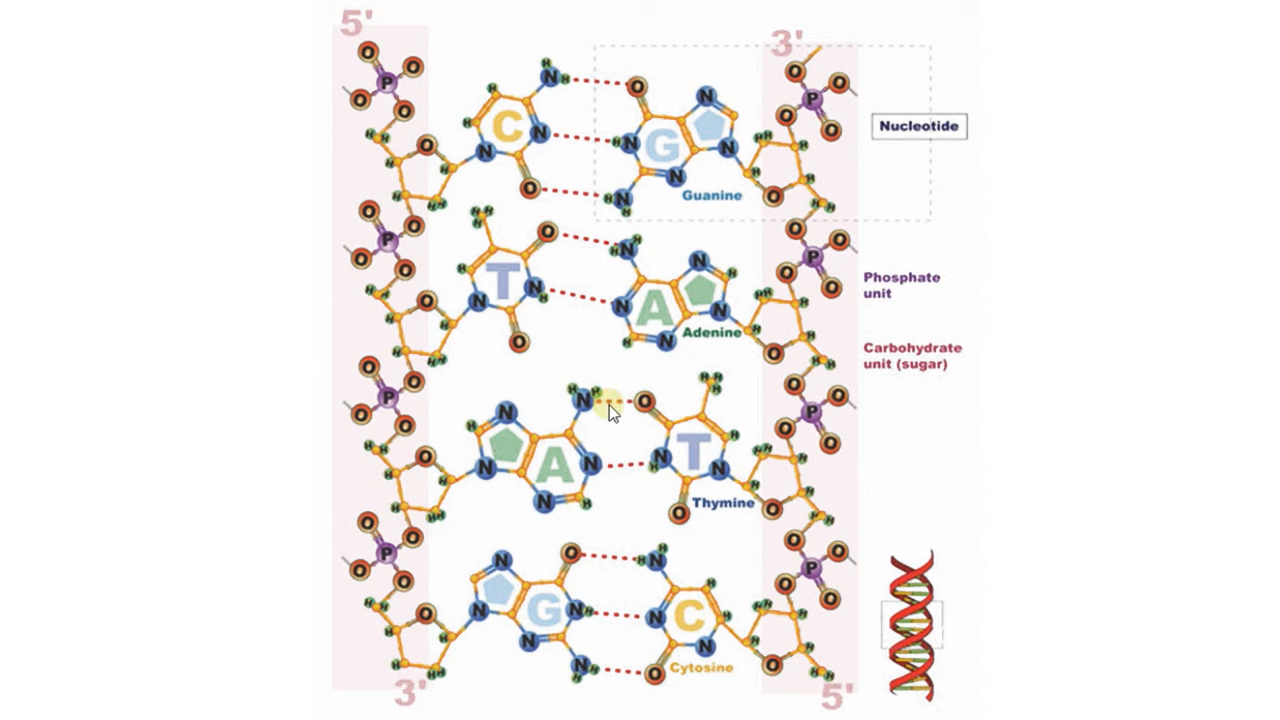 5'
3'
Nucleotide
C
G
Guanine
T
A
Adenine
Phosphate
unit
Carbohydrate
unit (sugar)
A
T
Thymine
G
C
Cytosine
3'
5'